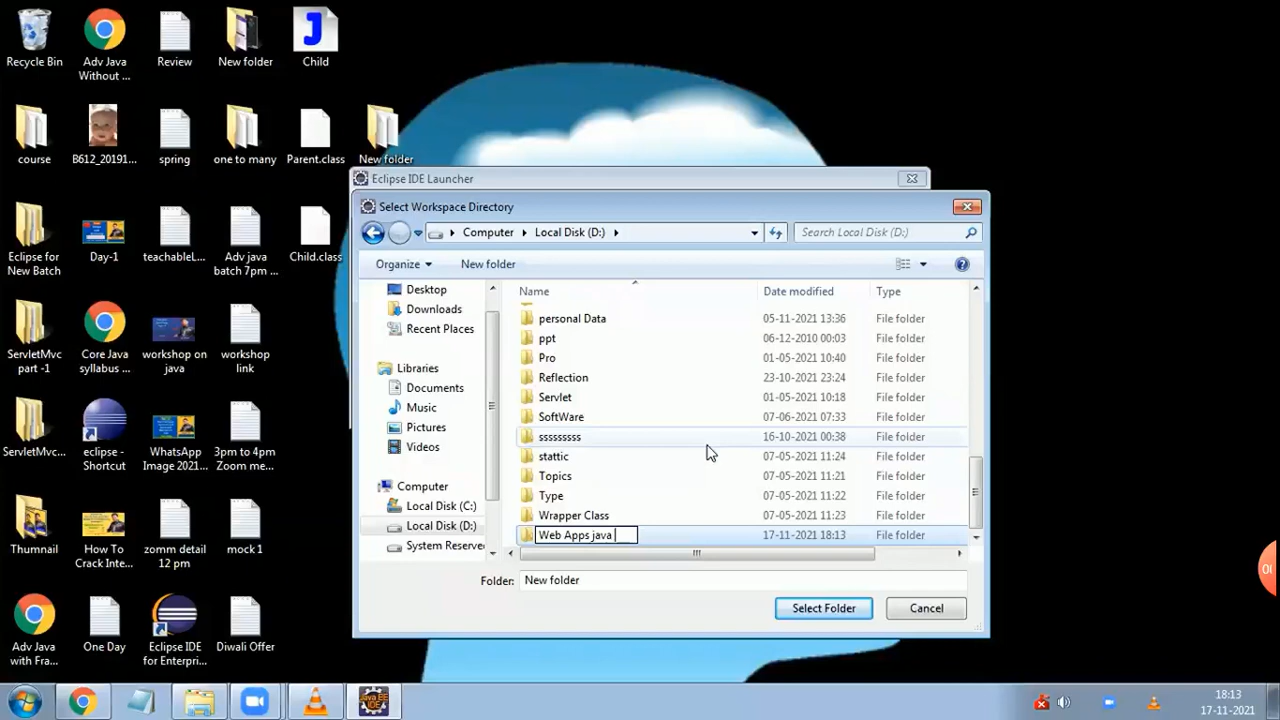 Recycle Bin
Adv Java
Without ...
Review
New folder
Child
course
B612_20191...
spring
one to many
Parent.class
New folder
Eclipse for
New Batch
Day-1
teachableL...
Adv java
batch 7pm ...
Child.class
ServletMvc
part -1
Core Java
syllabus ...
workshop on
java
workshop
link
ServletMvc...
eclipse -
Shortcut
WhatsApp
Image 2021...
3pm to 4pm
Zoom me...
Thumnail
How To
Crack Inte...
zomm detail
12 pm
mock 1
Adv Java
with Fra...
One Day
Eclipse IDE
for Enterpri...
Diwali Offer
Eclipse IDE Launcher
Select Workspace Directory
Computer
Local Disk (D:)
Search Local Disk (D:)
Organize
New folder
Desktop
Downloads
Recent Places
Libraries
Documents
Music
Pictures
Videos
Computer
Local Disk (C:)
Local Disk (D:)
System Reserve
Name Date modified Type
personal Data 05-11-2021 13:36 File folder
ppt 06-12-2010 00:03 File folder
Pro 01-05-2021 10:40 File folder
Reflection 23-10-2021 23:24 File folder
Servlet 01-05-2021 10:18 File folder
SoftWare 07-09-2021 07:33 File folder
sssssssss 16-10-2021 00:38 File folder
stattic 07-05-2021 11:24 File folder
Topics 07-05-2021 11:21 File folder
Type 07-05-2021 11:22 File folder
Wrapper Class 07-05-2021 11:23 File folder
Web Apps java 17-11-2021 18:13 File folder
Folder: New folder
Select Folder
Cancel
Java EE
IDE
18:13
17-11-2021